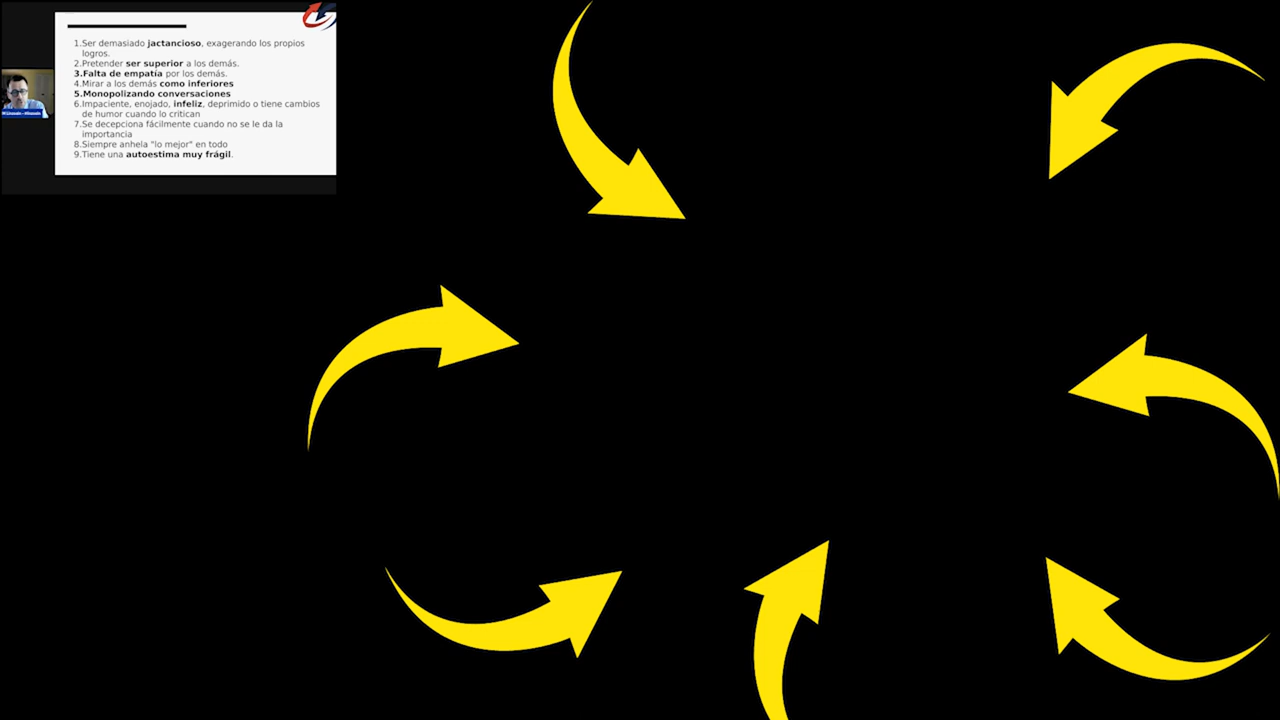 1.Ser demasiado jactancioso, exagerando los propios
logros.
2.Pretender ser superior a los demás.
3.Falta de empatía por los demás.
4.Mirar a los demás como inferiores
5.Monopolizando conversaciones
6.Impaciente, enojado, infeliz, deprimido o tiene cambios
de humor cuando lo critican
7.Se decepciona fácilmente cuando no se le da la
importancia
8.Siempre anhela "lo mejor" en todo
9.Tiene una autoestima muy frágil.